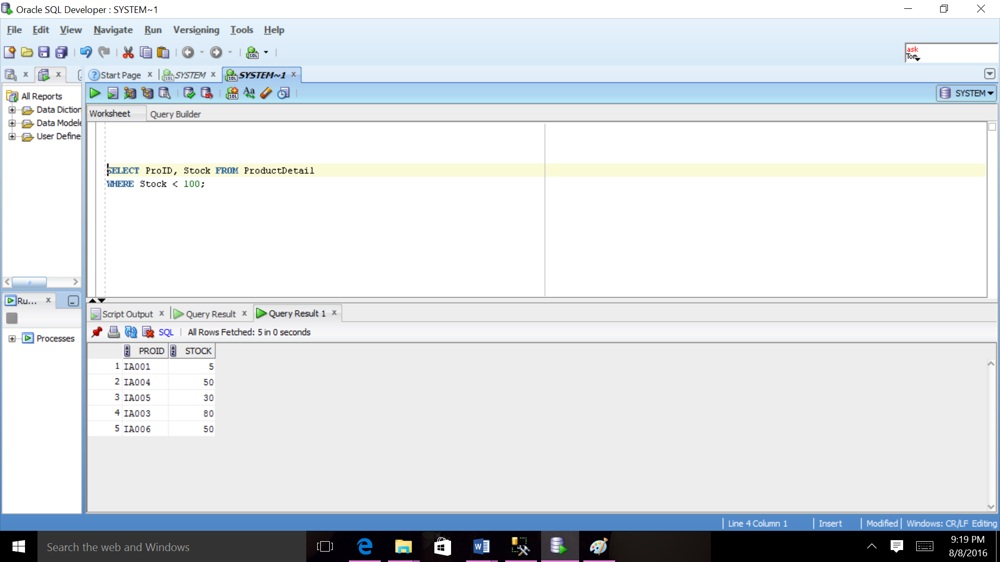 Oracle SQL Developer : SYSTEM~1
File Edit View Navigate Run Versioning Tools Help
ask
Tom
Start Page SYSTEM SYSTEM~1
SYSTEM
All Reports
Data Diction
Data Modele
User Define
Worksheet Query Builder
SELECT ProID, Stock FROM ProductDetail
WHERE Stock < 100;
Ru...
Processes
Script Output Query Result Query Result 1
SQL All Rows Fetched: 5 in 0 seconds
PROID STOCK
1 IA001 5
2 IA004 50
3 IA005 30
4 IA003 80
5 IA006 50
Line 4 Column 1 Insert Modified Windows: CR/LF Editing
Search the web and Windows
9:19 PM
8/8/2016